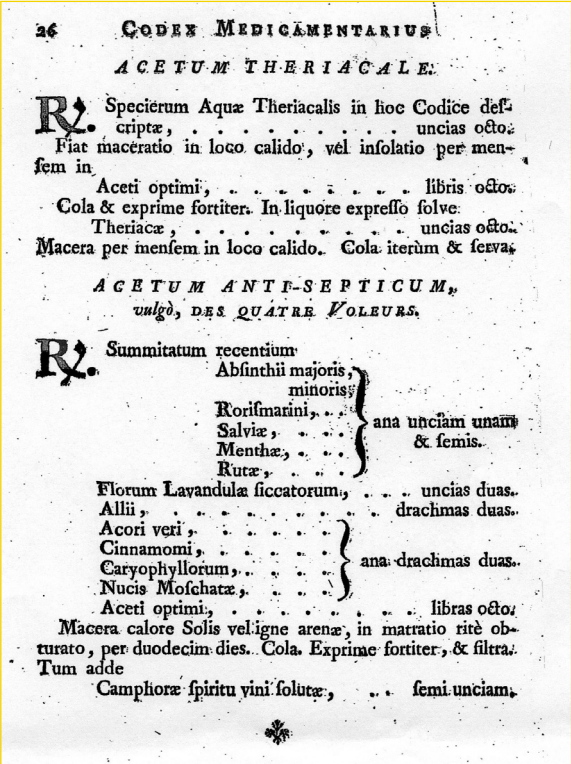 26 CODEX MEDICAMENTARIUS
ACETUM THERIACALE.
℞. Specierum Aquæ Theriacalis in hoc Codice deſ-
criptæ, . . . . . . . . . uncias octo.
Fiat maceratio in loco calido, vel inſolatio per men-
ſem in
Aceti optimi, . . . . . . . . libris octo.
Cola & exprime fortiter. In liquore expreſſo ſolve
Theriacæ, . . . . . . . . . uncias octo.
Macera per menſem in loco calido. Cola iterùm & ſerva.
ACETUM ANTI-SEPTICUM,
vulgò, DES QUATRE VOLEURS.
℞. Summitatum recentium
Abſinthii majoris,
minoris,
Roriſmarini, . .
Salviæ, . . .
Menthæ, . . .
Rutæ, . . .
ana unciam unam
& ſemis.
Florum Lavandulæ ſiccatorum, . . . uncias duas.
Allii, . . . . . . . . . . drachmas duas.
Acori veri, . . . . .
Cinnamomi, . . . . .
Caryophyllorum, . . . .
Nucis Moſchatæ, . . . .
ana drachmas duas.
Aceti optimi, . . . . . . . . libras octo.
Macera calore Solis vel igne arenæ, in matratio ritè ob-
turato, per duodecim dies. Cola. Exprime fortiter, & filtra.
Tum adde
Camphoræ ſpiritu vini ſolutæ, . . ſemi unciam.